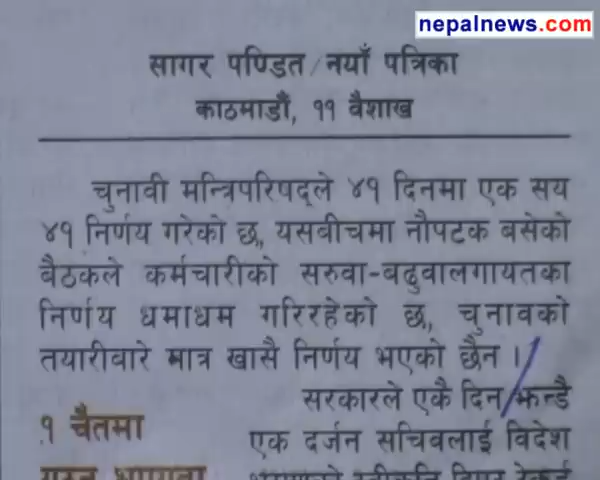 nepalnews.com
सागर पण्डित/नयाँ पत्रिका
काठमाडौं, ११ वैशाख
चुनावी मन्त्रिपरिषद्ले ४१ दिनमा एक सय
४१ निर्णय गरेको छ, यसबीचमा नौपटक बसेको
बैठकले कर्मचारीको सरुवा-बढुवालगायतका
निर्णय धमाधम गरिरहेको छ, चुनावको
तयारीबारे मात्र खासै निर्णय भएको छैन ।
सरकारले एकै दिन झन्डै
१ चैतमा
एक दर्जन सचिवलाई विदेश